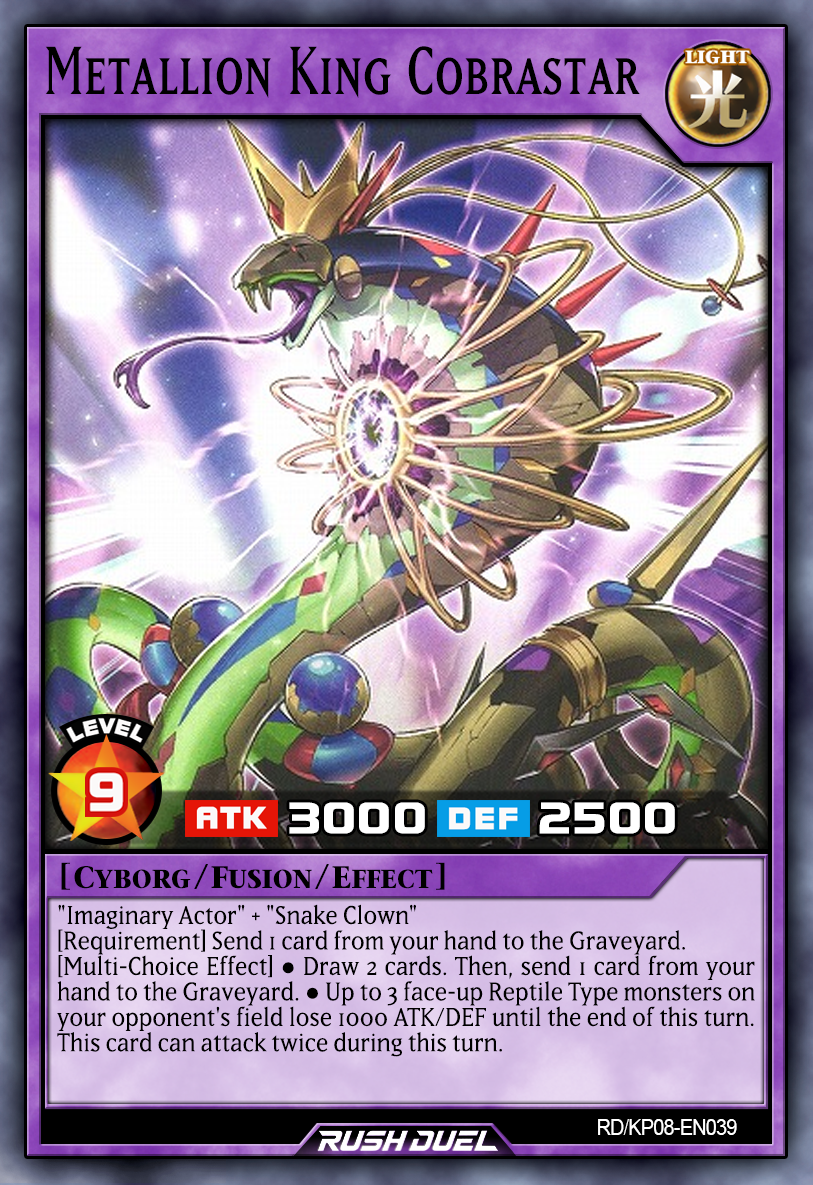 Metallion King Cobrastar
LIGHT
光
LEVEL
9
ATK 3000 DEF 2500
[Cyborg/Fusion/Effect]
"Imaginary Actor" + "Snake Clown"
[Requirement] Send 1 card from your hand to the Graveyard.
[Multi-Choice Effect] ● Draw 2 cards. Then, send 1 card from your
hand to the Graveyard. ● Up to 3 face-up Reptile Type monsters on
your opponent's field lose 1000 ATK/DEF until the end of this turn.
This card can attack twice during this turn.
RD/KP08-EN039
RUSH DUEL